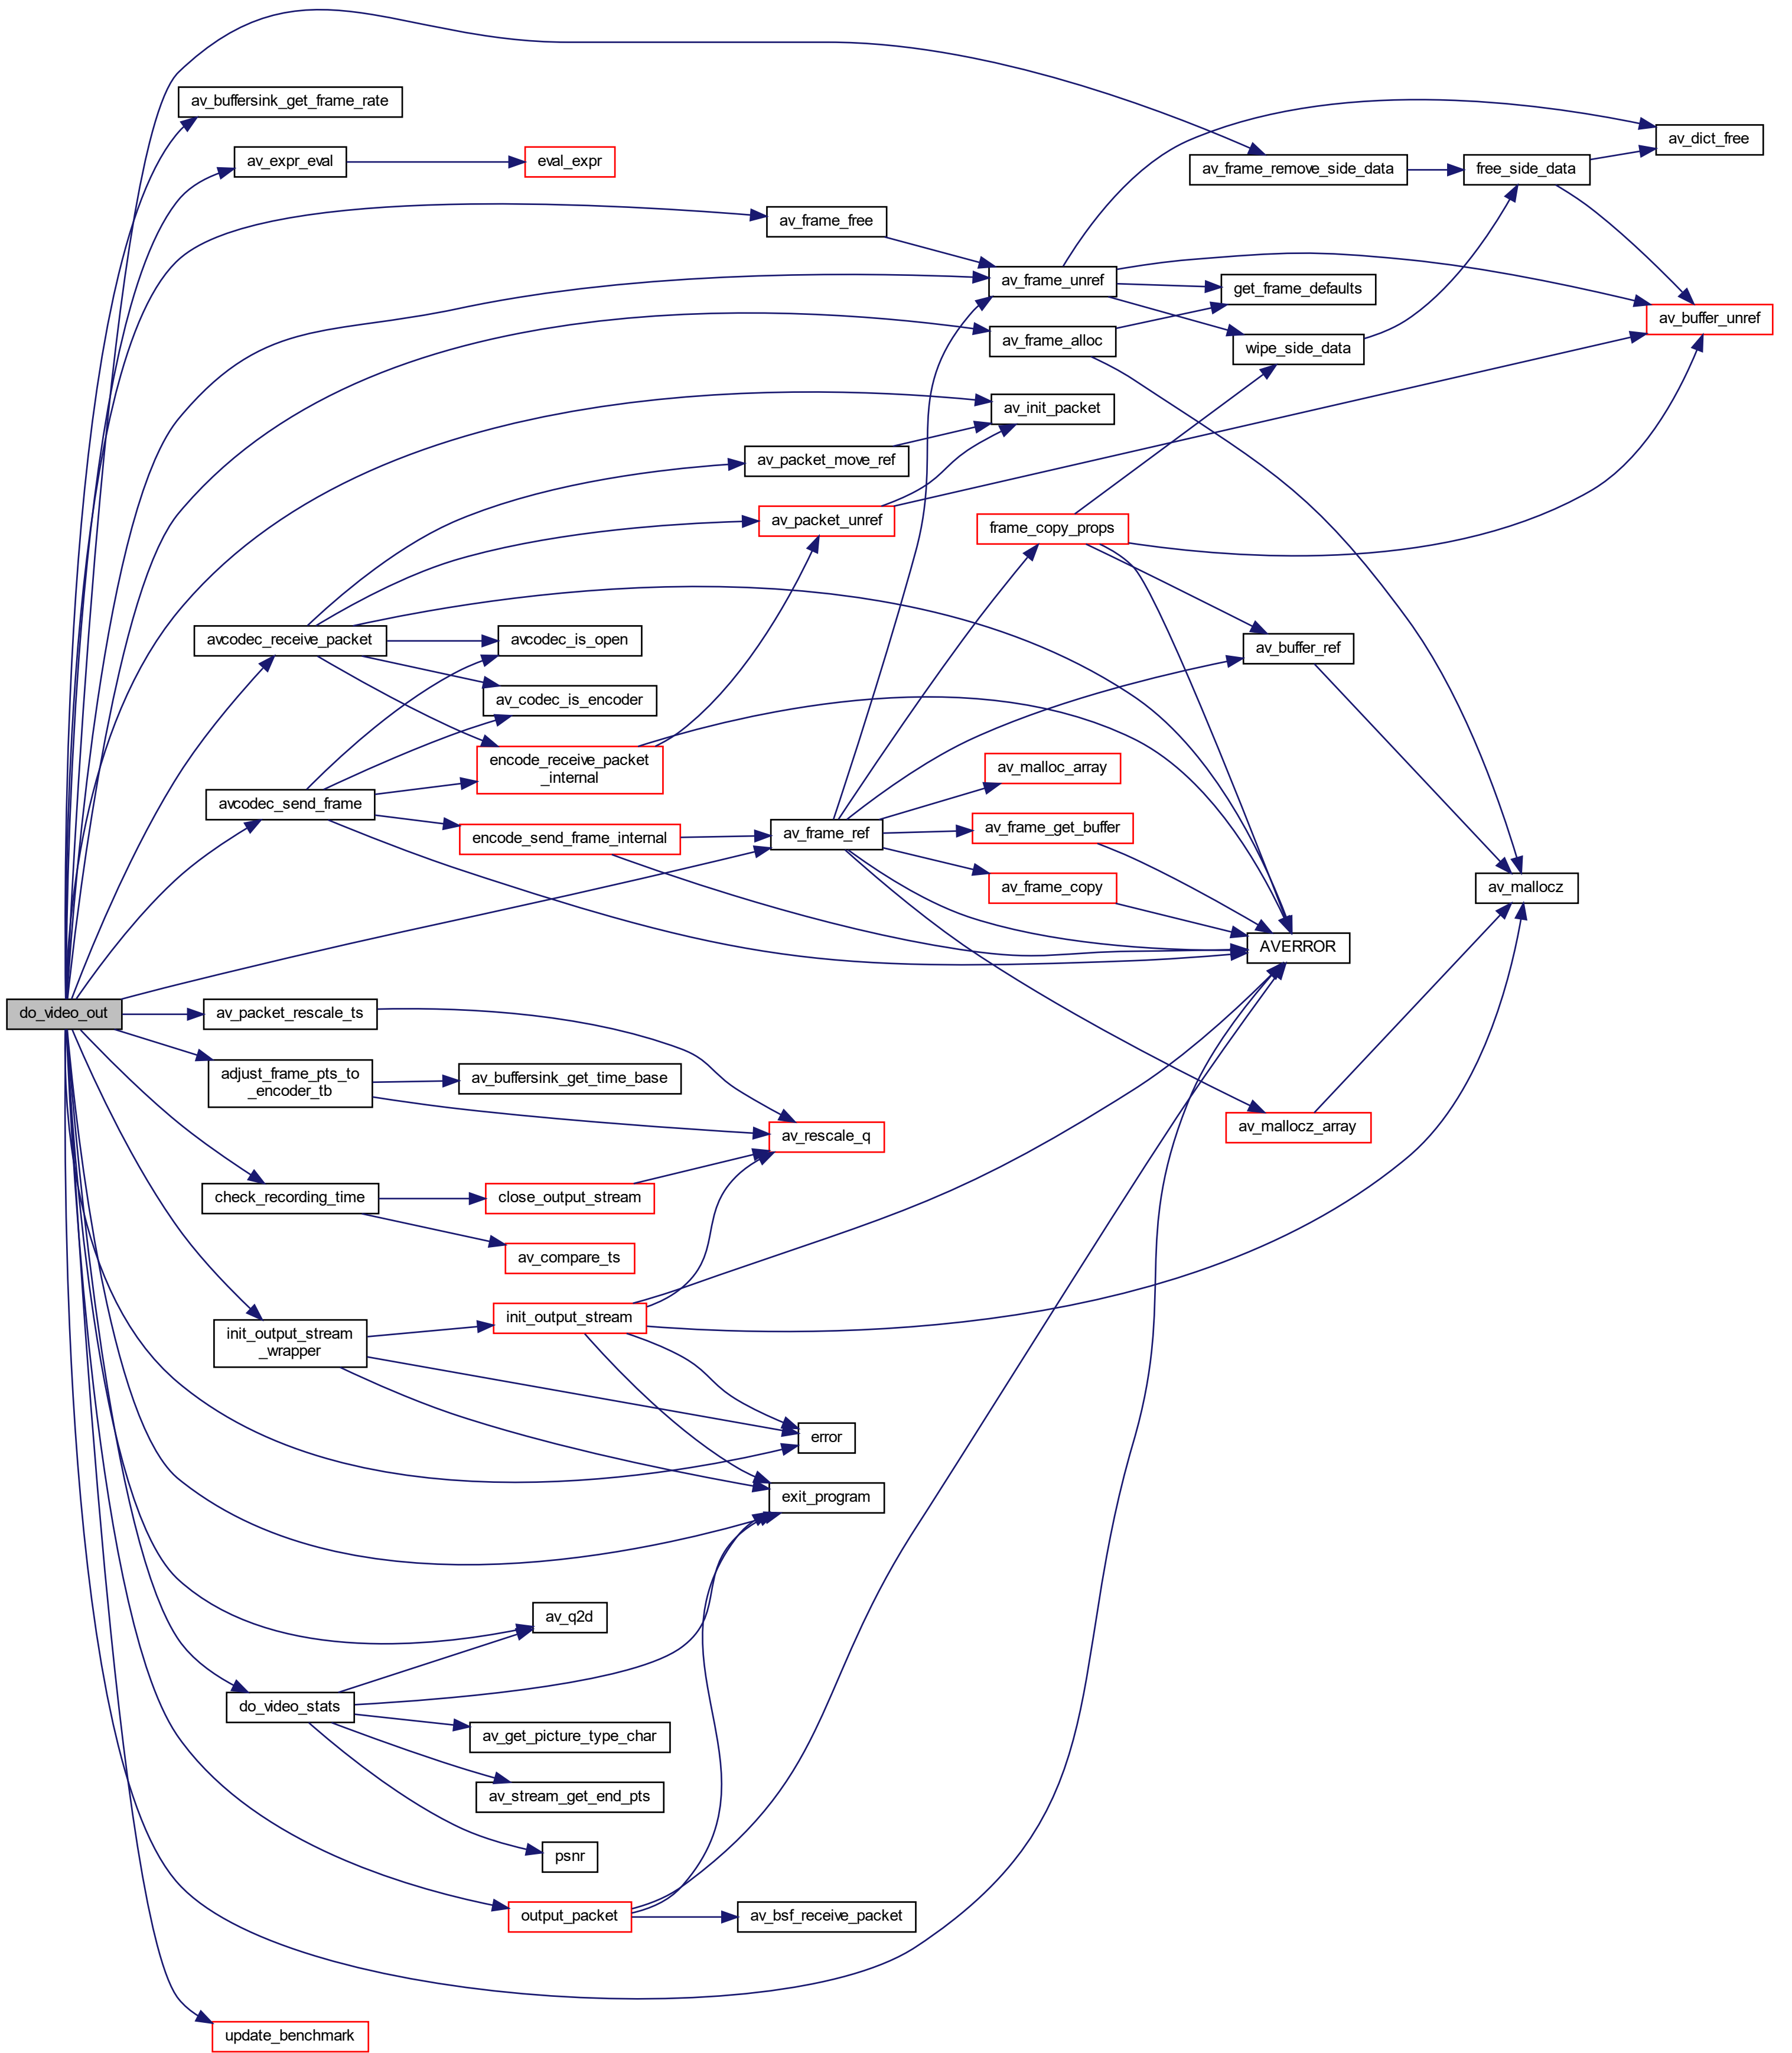 av_buffersink_get_frame_rate
av_dict_free
av_expr_eval
eval_expr
av_frame_remove_side_data
free_side_data
av_frame_free
av_frame_unref
get_frame_defaults
av_buffer_unref
av_frame_alloc
wipe_side_data
av_init_packet
av_packet_move_ref
av_packet_unref
frame_copy_props
avcodec_receive_packet
avcodec_is_open
av_buffer_ref
av_codec_is_encoder
encode_receive_packet
_internal
av_malloc_array
avcodec_send_frame
encode_send_frame_internal
av_frame_ref
av_frame_get_buffer
av_frame_copy
av_mallocz
AVERROR
do_video_out
av_packet_rescale_ts
adjust_frame_pts_to
_encoder_tb
av_buffersink_get_time_base
av_mallocz_array
av_rescale_q
check_recording_time
close_output_stream
av_compare_ts
init_output_stream
_wrapper
init_output_stream
error
exit_program
av_q2d
do_video_stats
av_get_picture_type_char
av_stream_get_end_pts
psnr
output_packet
av_bsf_receive_packet
update_benchmark